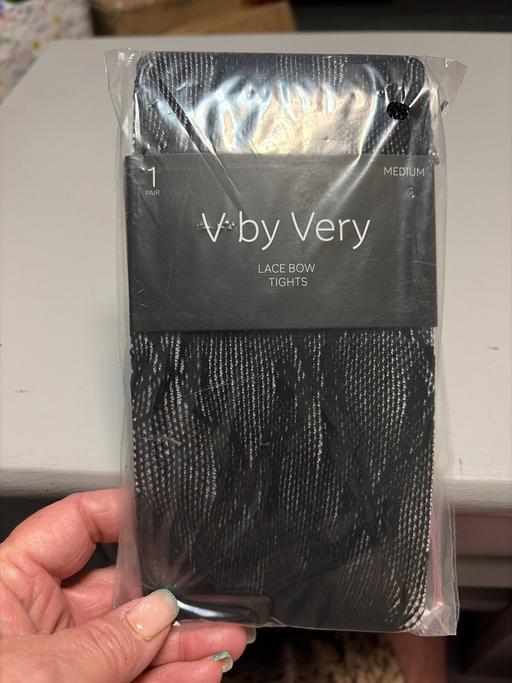 1
PAIR
MEDIUM
V by Very
LACE BOW
TIGHTS